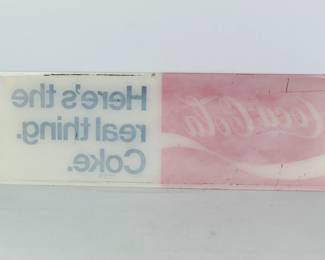 Here's the
real thing.
Coke.
Coca-Cola